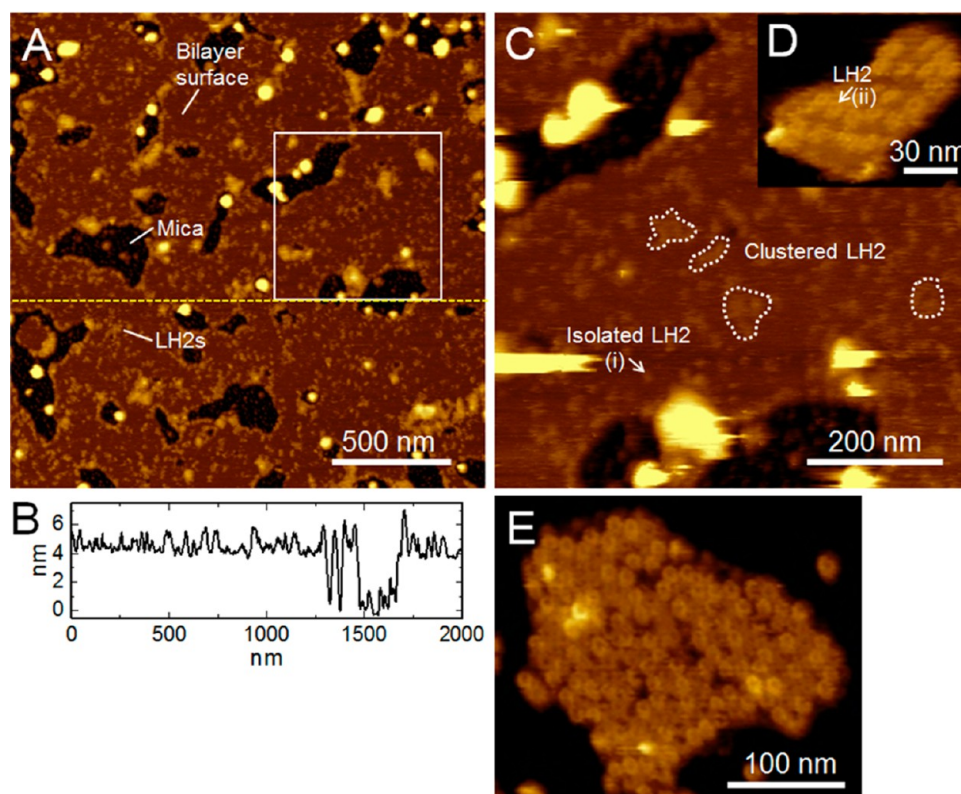 A
Bilayer
surface
Mica
LH2s
500 nm
B
6
4
2
0
nm
0
500
1000
1500
2000
nm
C
Clustered LH2
Isolated LH2
(i)
200 nm
D
LH2
(ii)
30 nm
E
100 nm